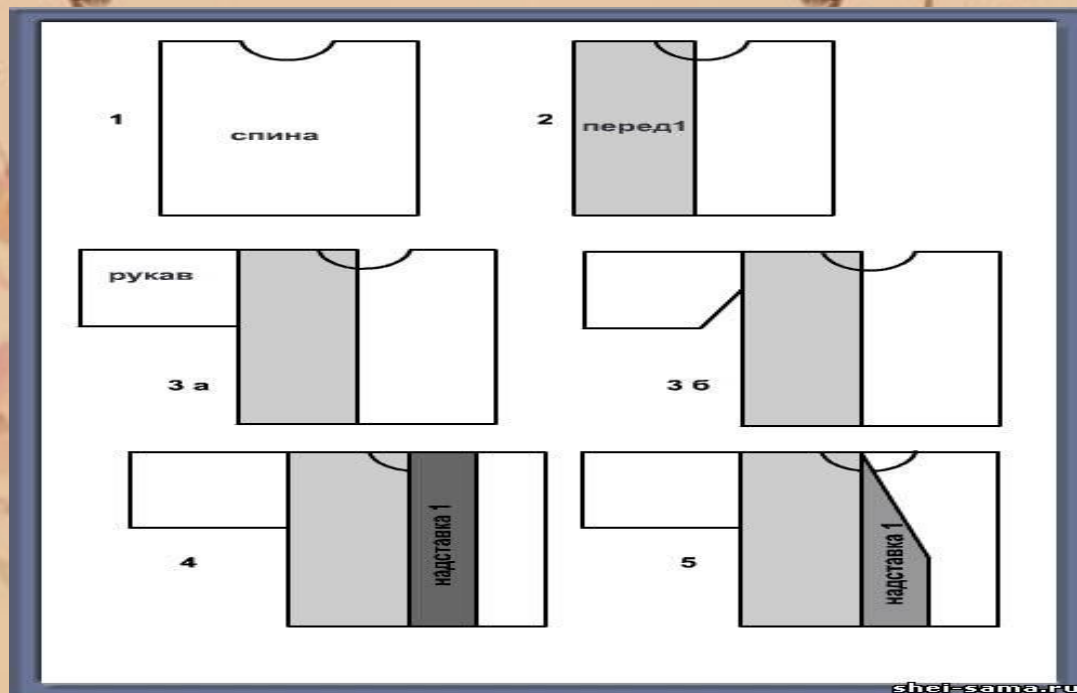 1
спина
2
перед1
рукав
3 а
3 б
4
надставка 1
5
надставка 1
shei-sama.ru